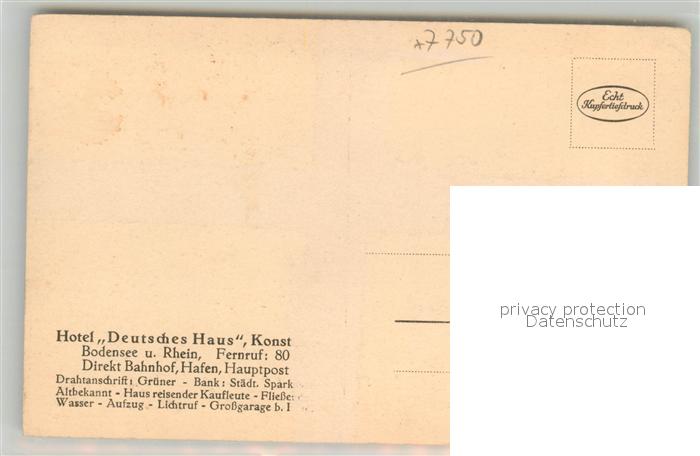 x7750
Echt
Kupfertiefdruck
privacy protection
Datenschutz
Hotel „Deutsches Haus“, Konst
Bodensee u. Rhein, Fernruf: 80
Direkt Bahnhof, Hafen, Hauptpost
Drahtanschrift: Grüner - Bank: Städt. Spark
Altbekannt - Haus reisender Kaufleute - Fließe
Wasser - Aufzug - Lichtruf - Großgarage b. H